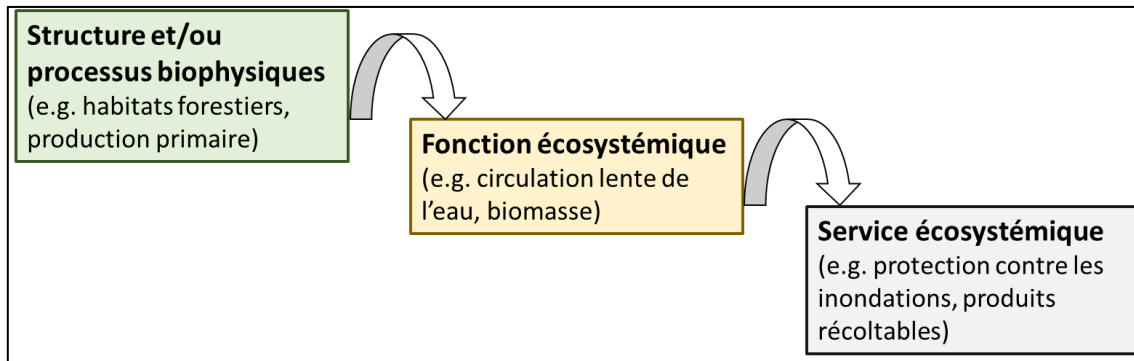 Structure et/ou
processus biophysiques
(e.g. habitats forestiers,
production primaire)
Fonction écosystémique
(e.g. circulation lente de
l'eau, biomasse)
Service écosystémique
(e.g. protection contre les
inondations, produits
récoltables)